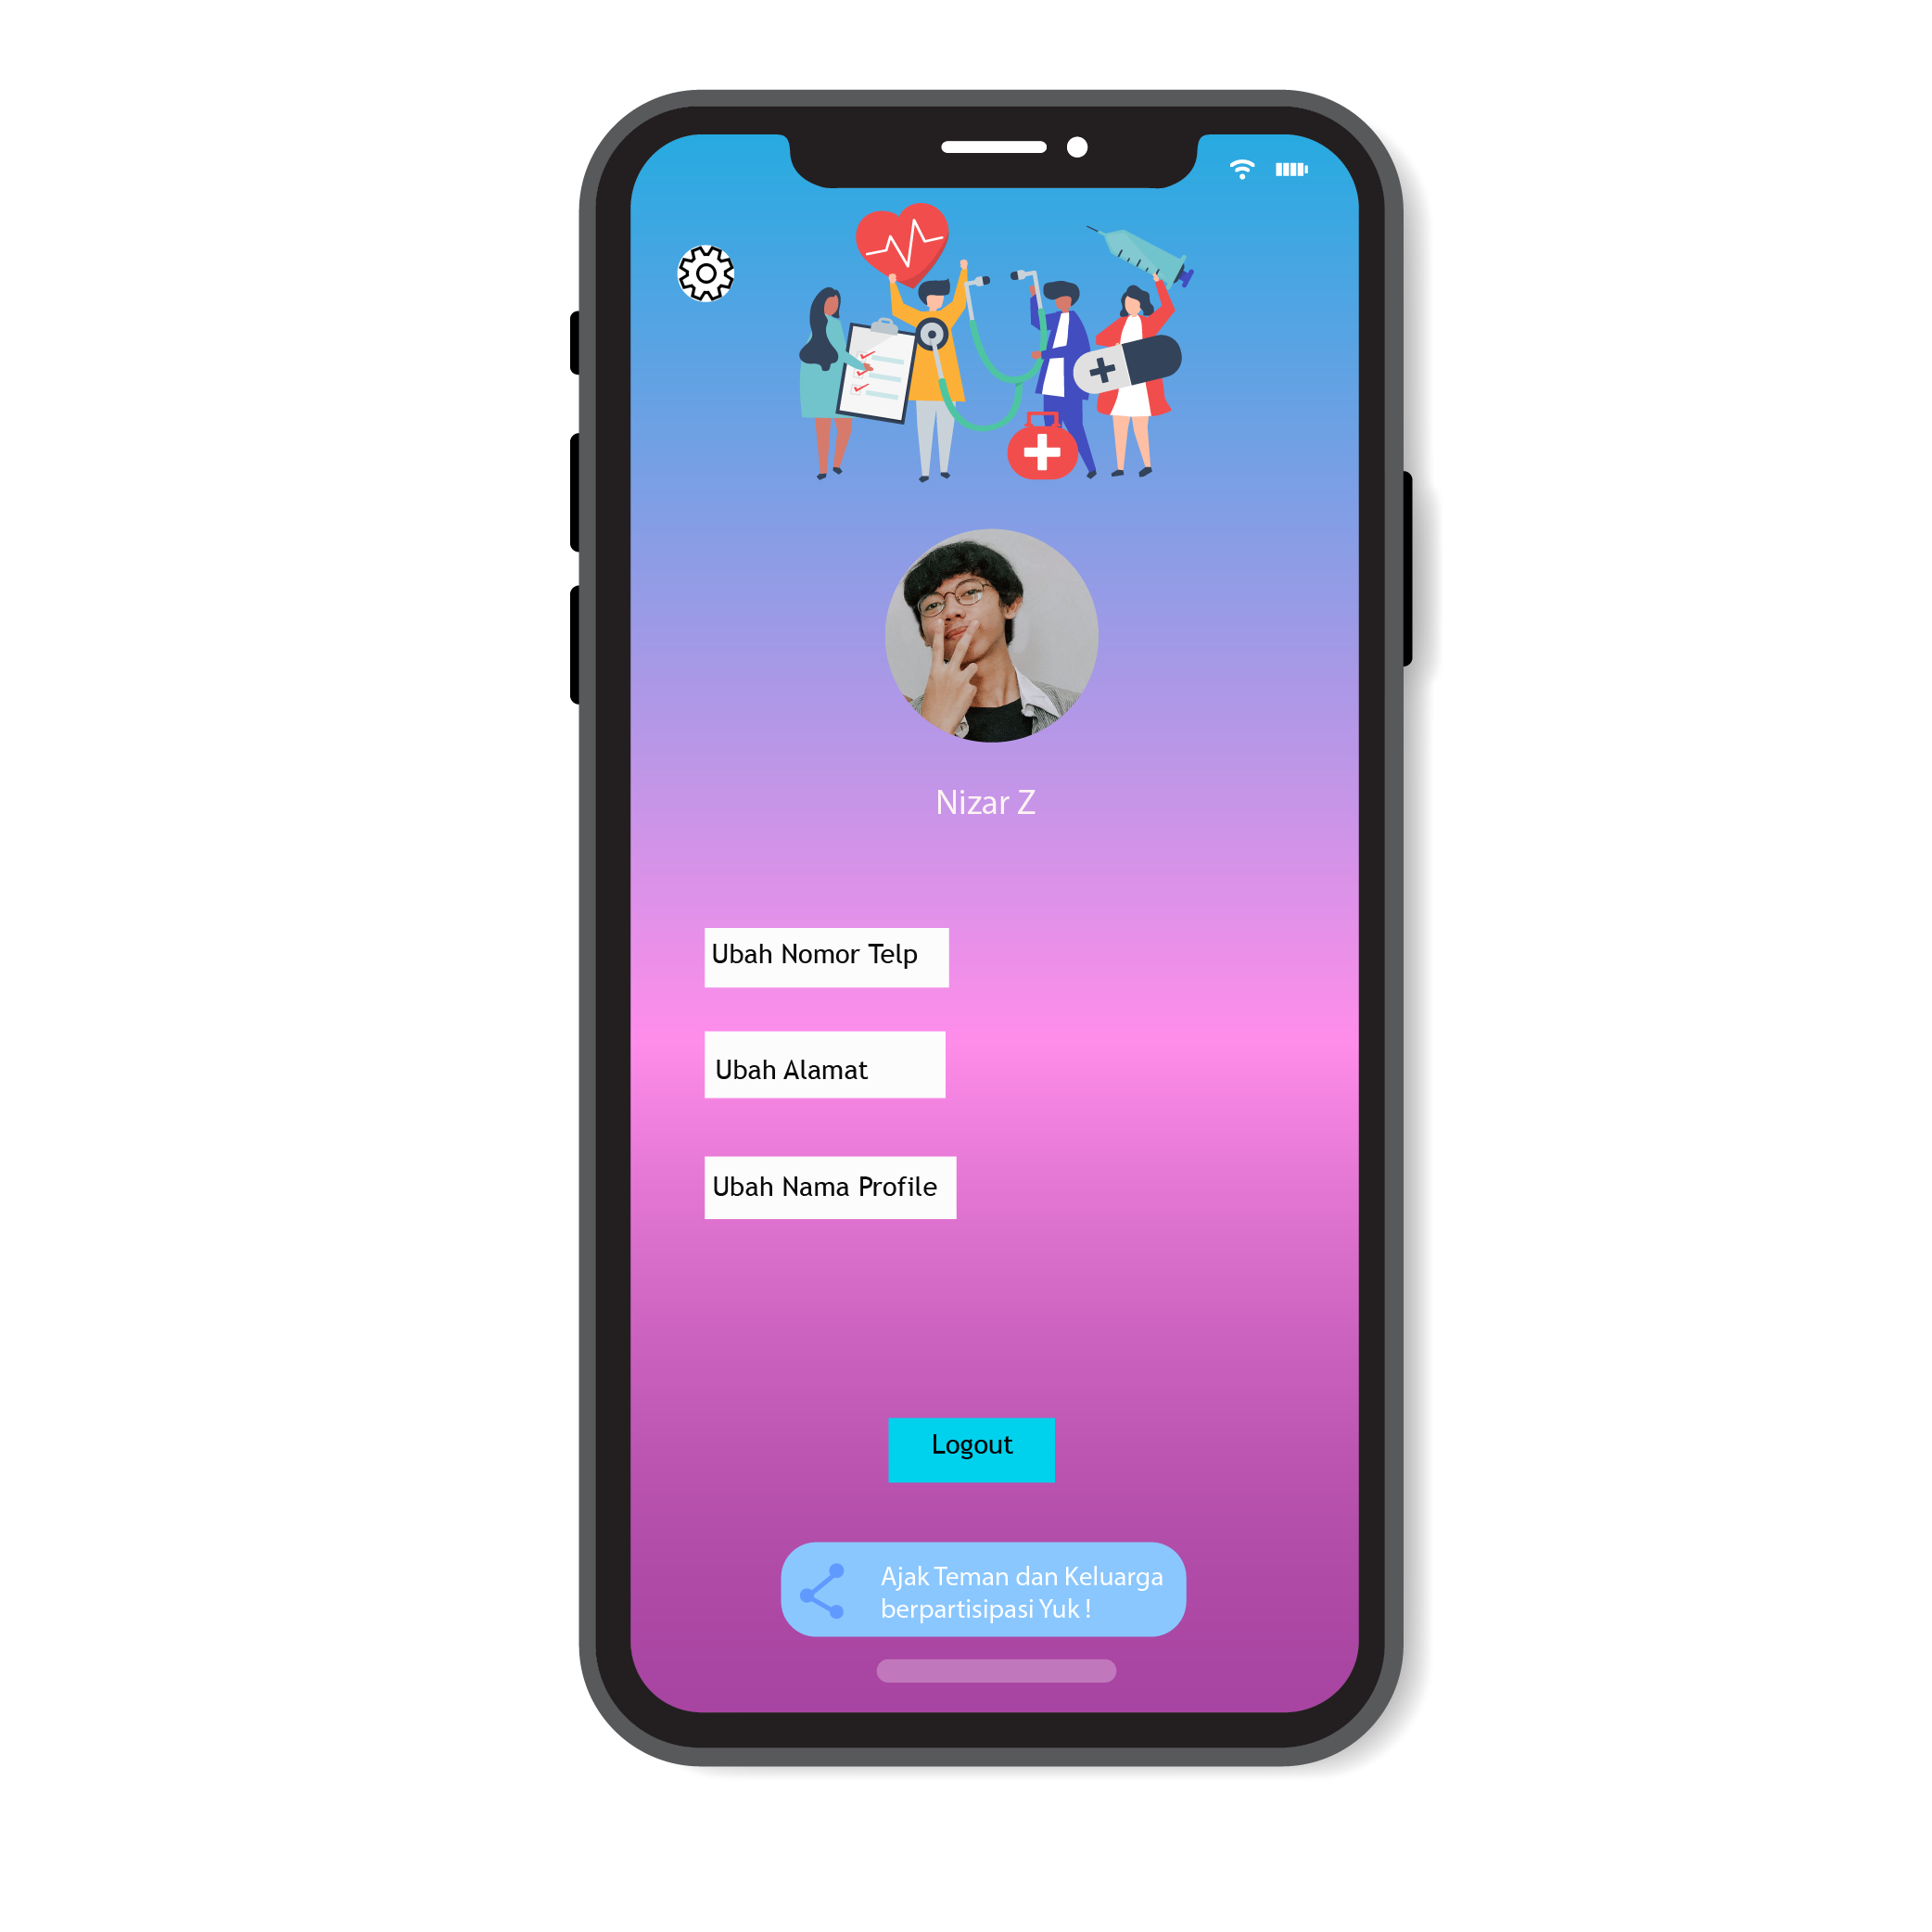 Nizar Z
Ubah Nomor Telp
Ubah Alamat
Ubah Nama Profile
Logout
Ajak Teman dan Keluarga
berpartisipasi Yuk !